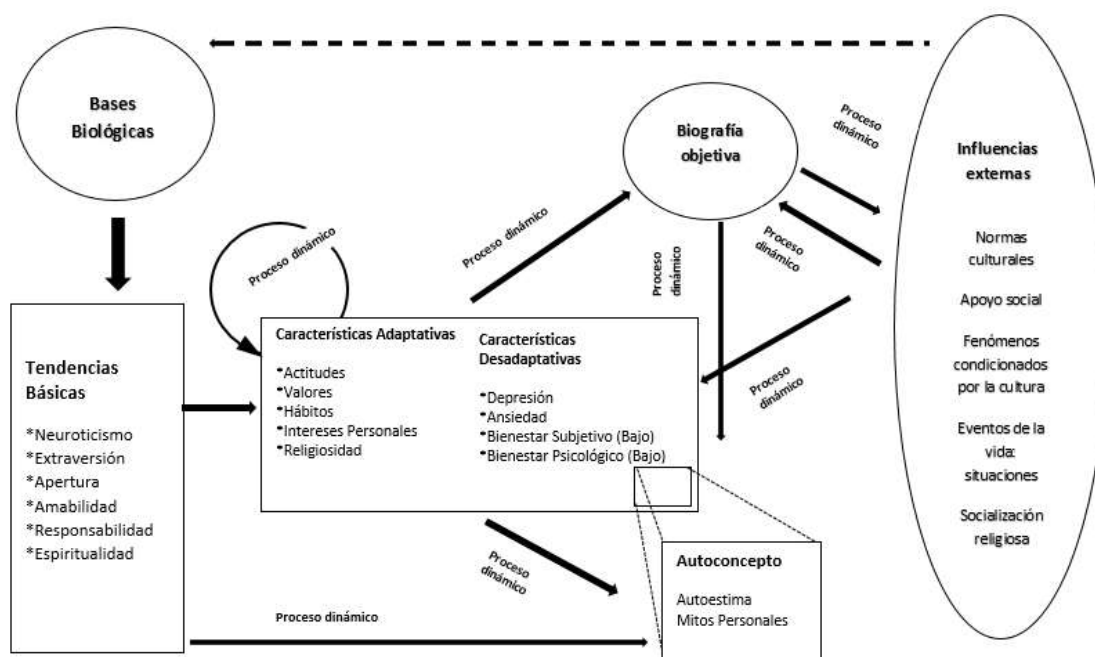 Bases
Biológicas
Biografía
objetiva
Proceso
dinámico
Influencias
externas
Normas
culturales
Apoyo social
Fenómenos
condicionados
por la cultura
Eventos de la
vida:
situaciones
Socialización
religiosa
Proceso
dinámico
Proceso dinámico
Proceso
dinámico
Proceso dinámico
Tendencias
Básicas
*Neuroticismo
*Extraversión
*Apertura
*Amabilidad
*Responsabilidad
*Espiritualidad
Características Adaptativas
*Actitudes
*Valores
*Hábitos
*Intereses Personales
*Religiosidad
Características
Desadaptativas
*Depresión
*Ansiedad
*Bienestar Subjetivo (Bajo)
*Bienestar Psicológico (Bajo)
Proceso
dinámico
Proceso
dinámico
Autoconcepto
Autoestima
Mitos Personales
Proceso dinámico